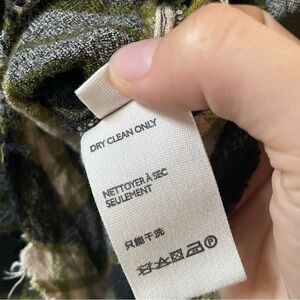 DRY CLEAN ONLY
NETTOYER À SEC
SEULEMENT
只能干洗